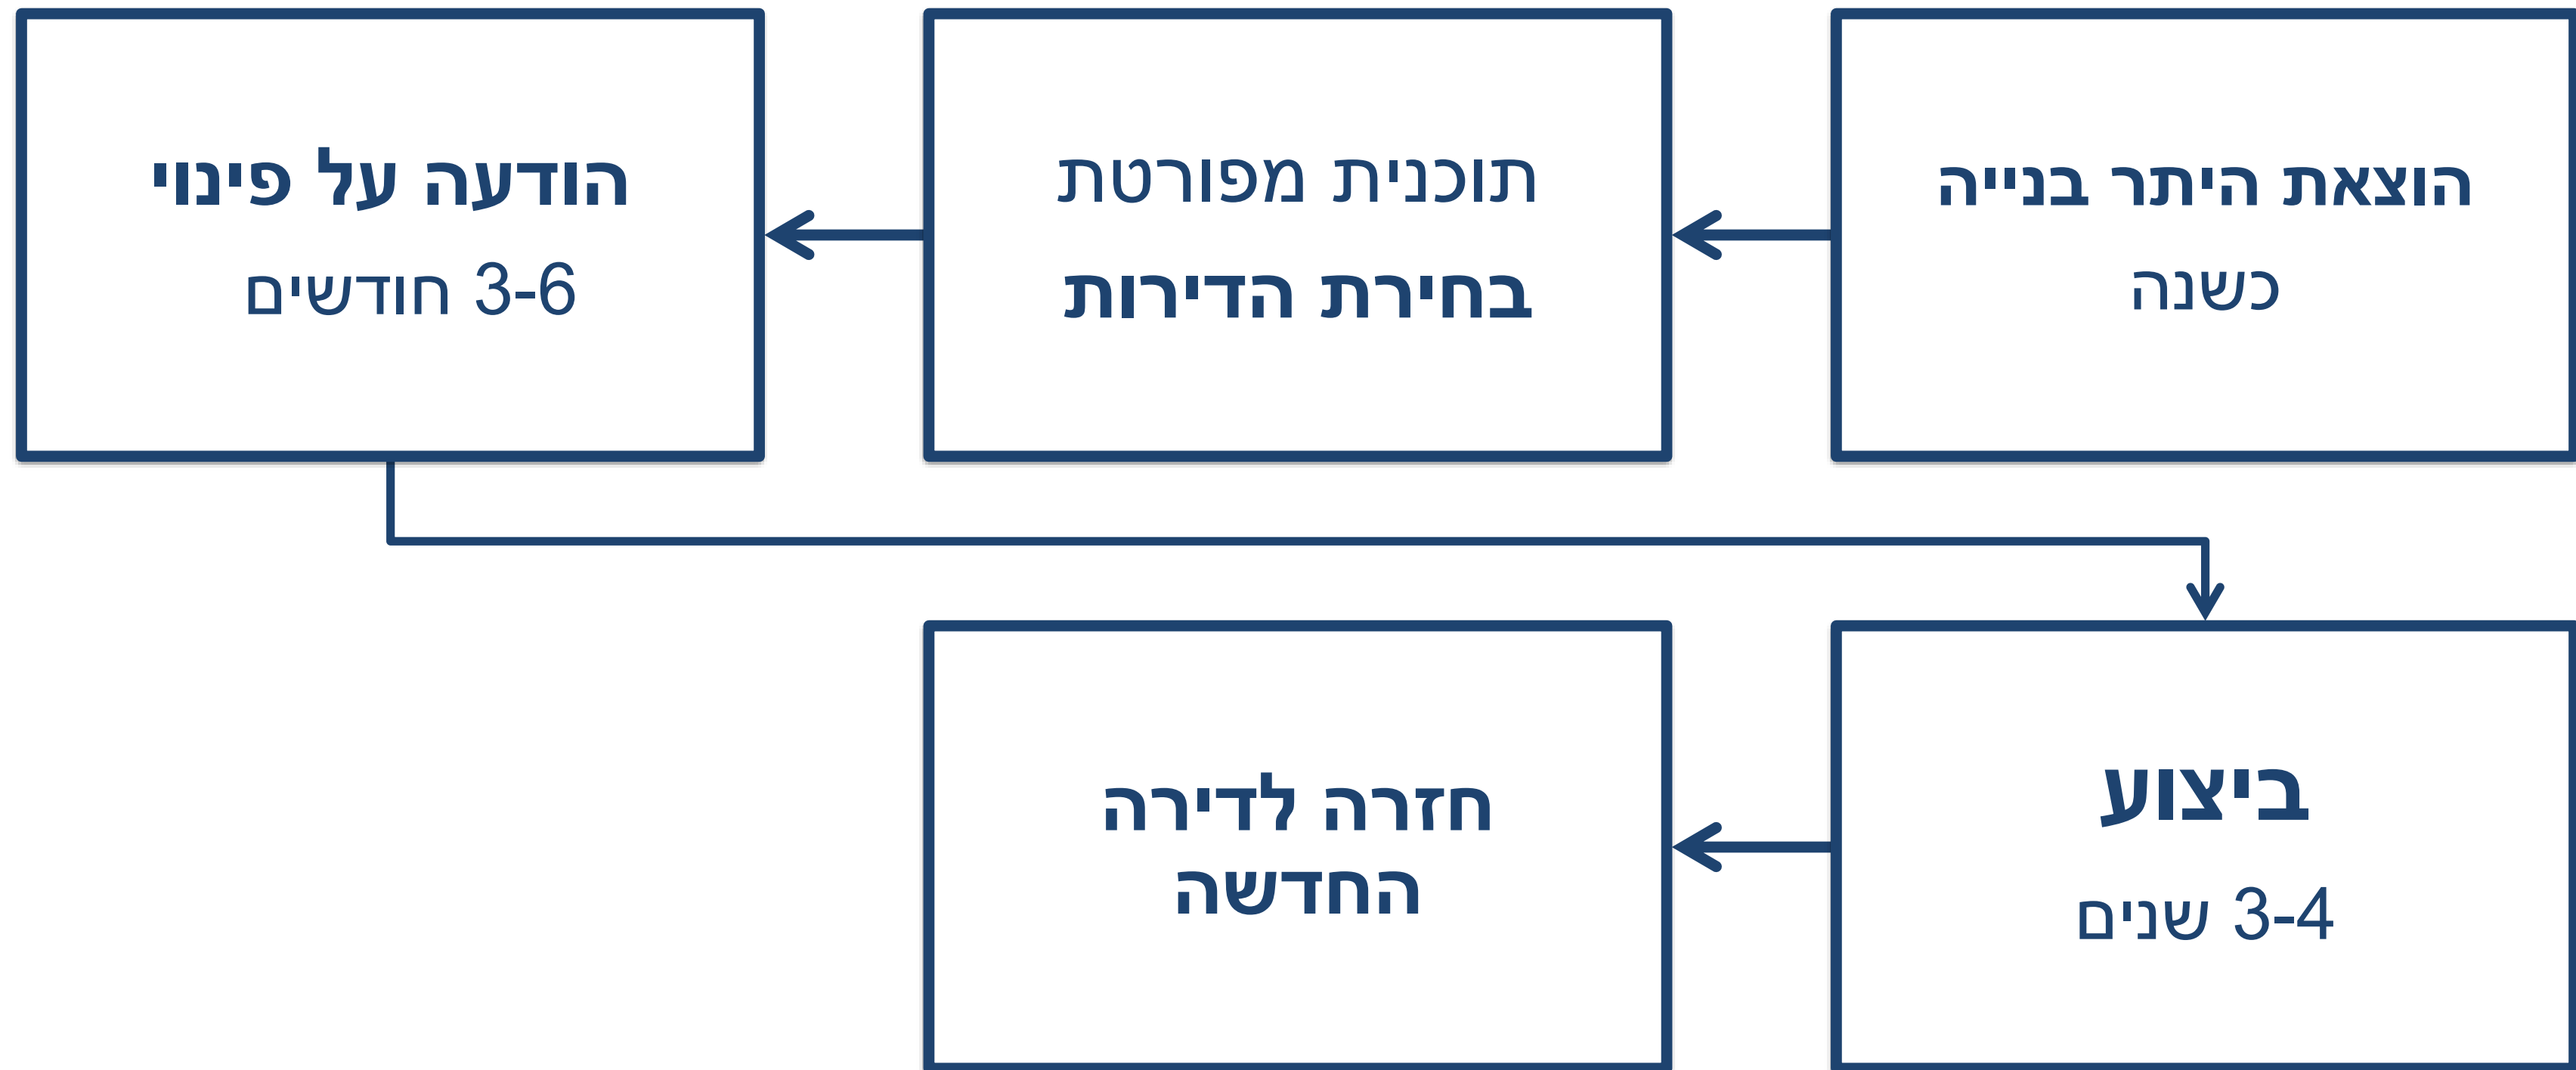 הוצאת היתר בנייה
כשנה
תוכנית מפורטת
בחירת הדירות
הודעה על פינוי
3-6 חודשים
ביצוע
3-4 שנים
חזרה לדירה
החדשה